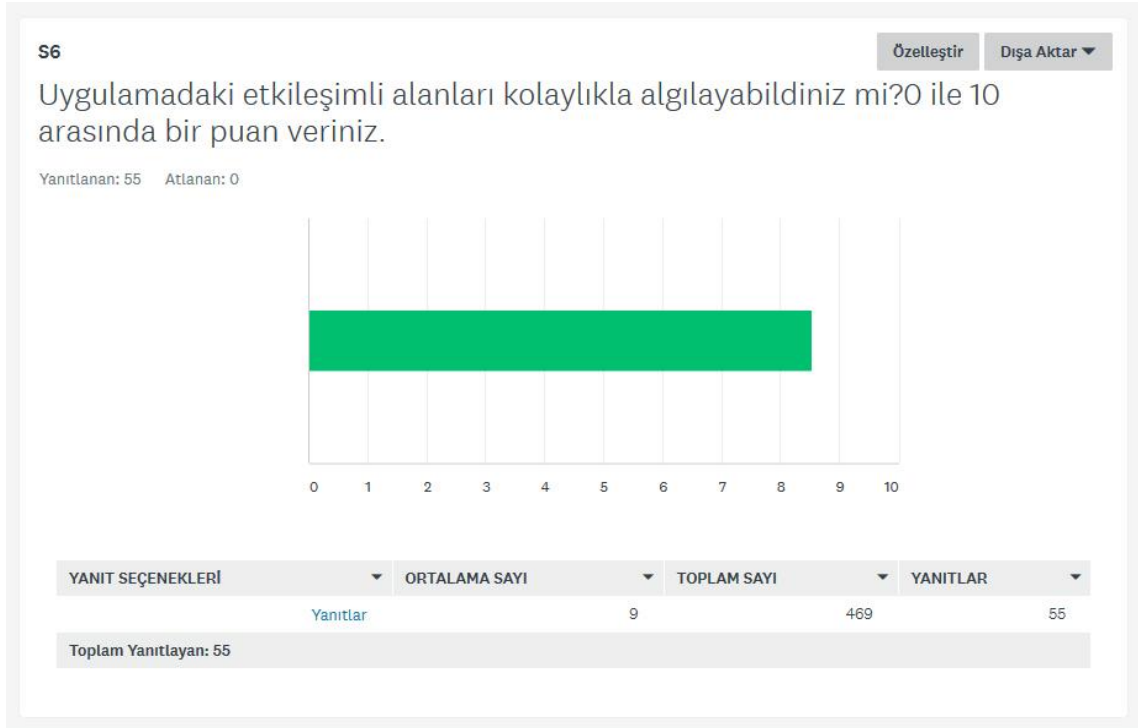 S6
Özelleştir
Dışa Aktar
Uygulamadaki etkileşimli alanları kolaylıkla algılayabildiniz mi?0 ile 10
arasında bir puan veriniz.
Yanıtlanan: 55 Atlanan: 0
0 1 2 3 4 5 6 7 8 9 10
YANIT SEÇENEKLERİ ORTALAMA SAYI TOPLAM SAYI YANITLAR
Yanıtlar 9 469 55
Toplam Yanıtlayan: 55